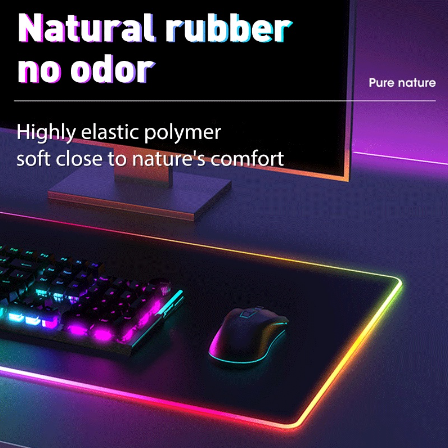 Natural rubber
no odor
Pure nature
Highly elastic polymer
soft close to nature's comfort